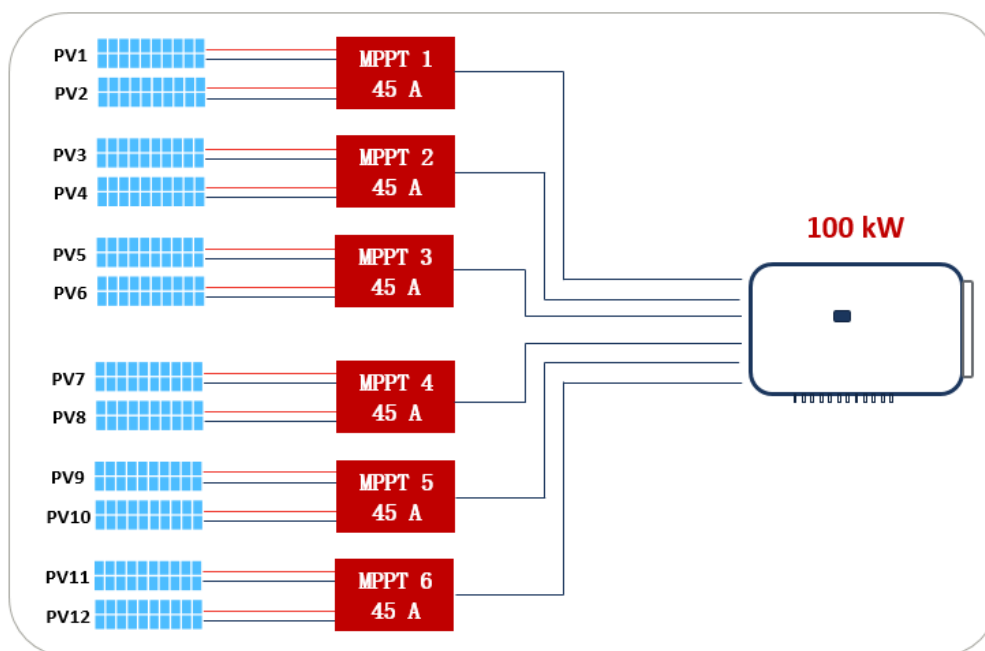 PV1
MPPT 1
45 A
PV2
PV3
MPPT 2
45 A
PV4
PV5
MPPT 3
45 A
PV6
100 kW
PV7
MPPT 4
45 A
PV8
PV9
MPPT 5
45 A
PV10
PV11
MPPT 6
45 A
PV12